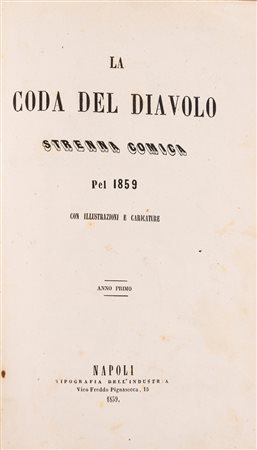 LA
CODA DEL DIAVOLO
STRENNA COMICA
Pel 1859
CON ILLUSTRAZIONI E CARICATURE
ANNO PRIMO
NAPOLI
TIPOGRAFIA DELL'INDUSTRIA
Vico Freddo Pignasecca, 15
1859.